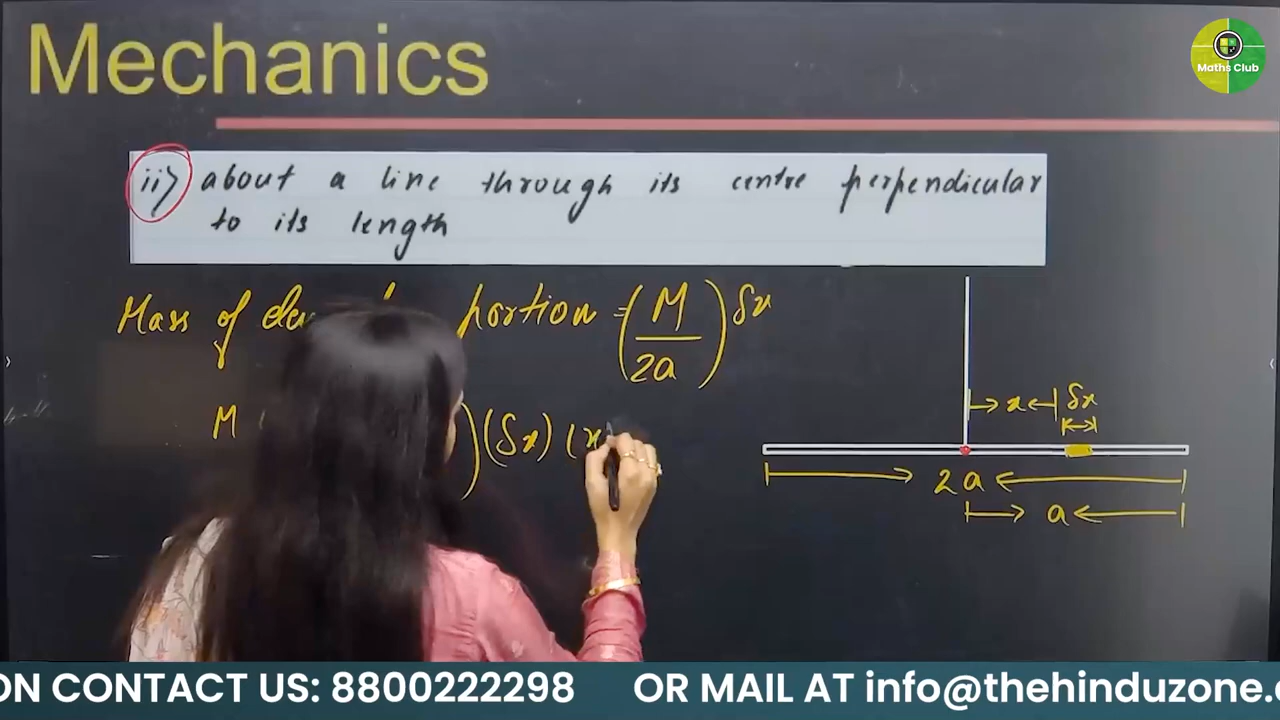 Mechanics
Maths Club
ii) about a line through its centre perpendicular
to its length
Mass of portion = (M/2a) δx
M ) (δx) (x
x
δx
2a
a
ON CONTACT US: 8800222298 OR MAIL AT info@thehinduzone.